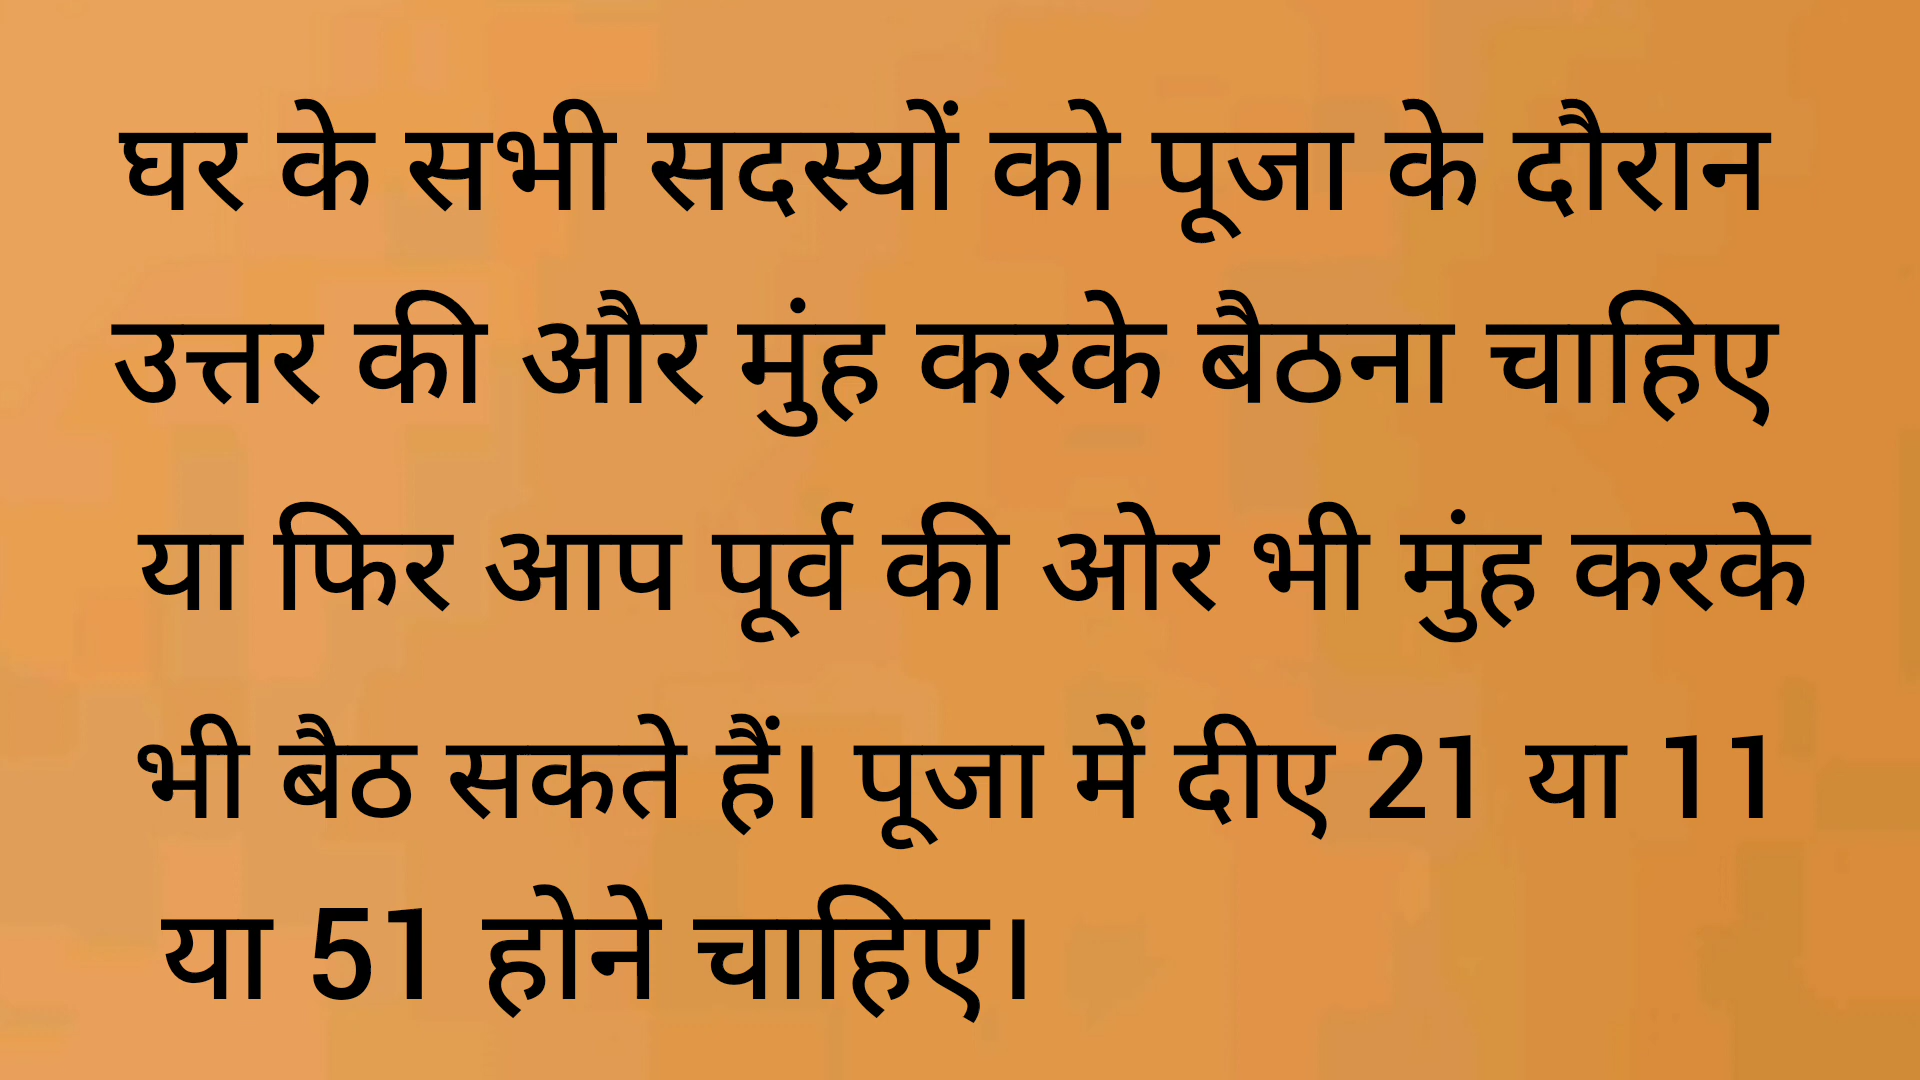 घर के सभी सदस्यों को पूजा के दौरान
उत्तर की और मुंह करके बैठना चाहिए
या फिर आप पूर्व की ओर भी मुंह करके
भी बैठ सकते हैं। पूजा में दीए 21 या 11
या 51 होने चाहिए।